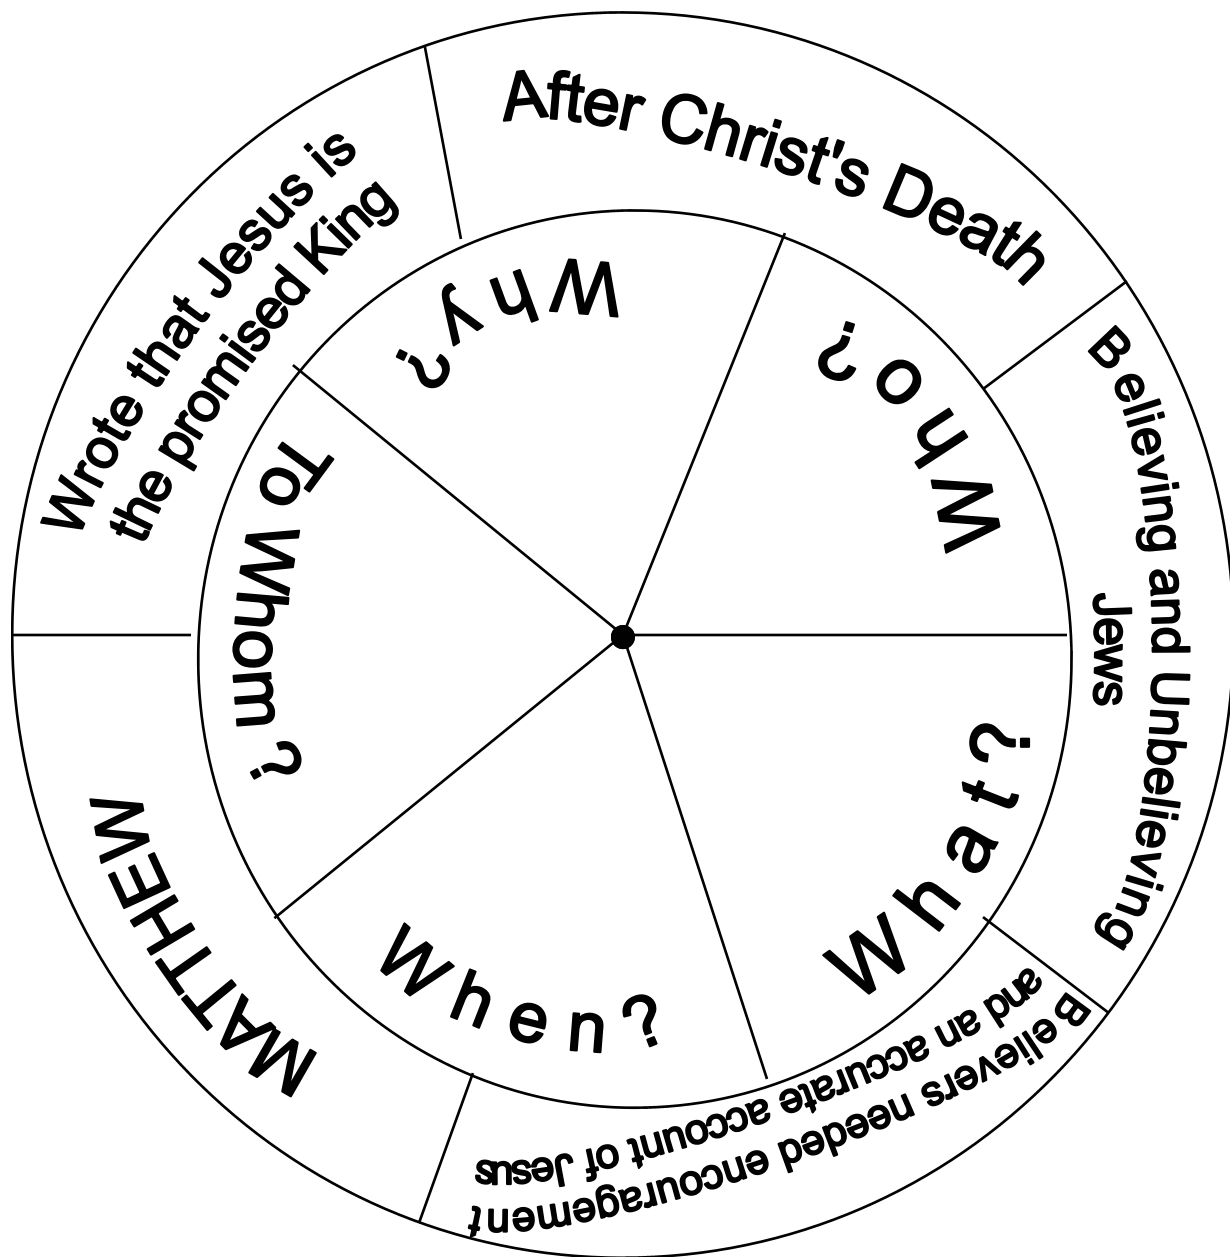 After Christ's Death
Believing and Unbelieving
Jews
Believers needed encouragement
and an accurate account of Jesus
MATTHEW
Wrote that Jesus is
the promised King
Why?
Who?
What?
When?
To Whom ?